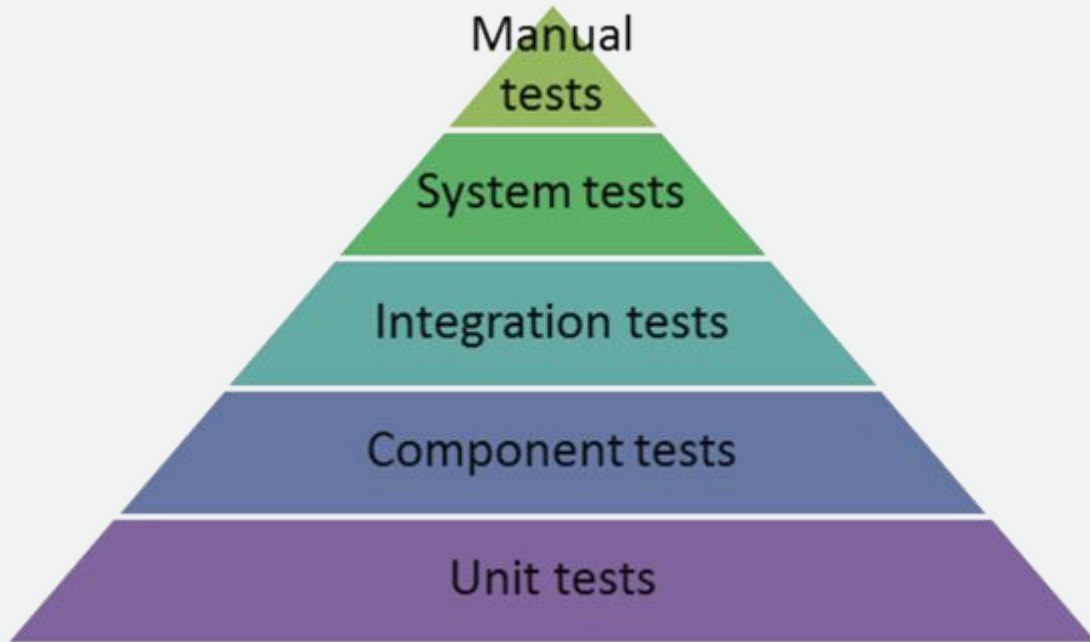 Manual
tests
System tests
Integration tests
Component tests
Unit tests